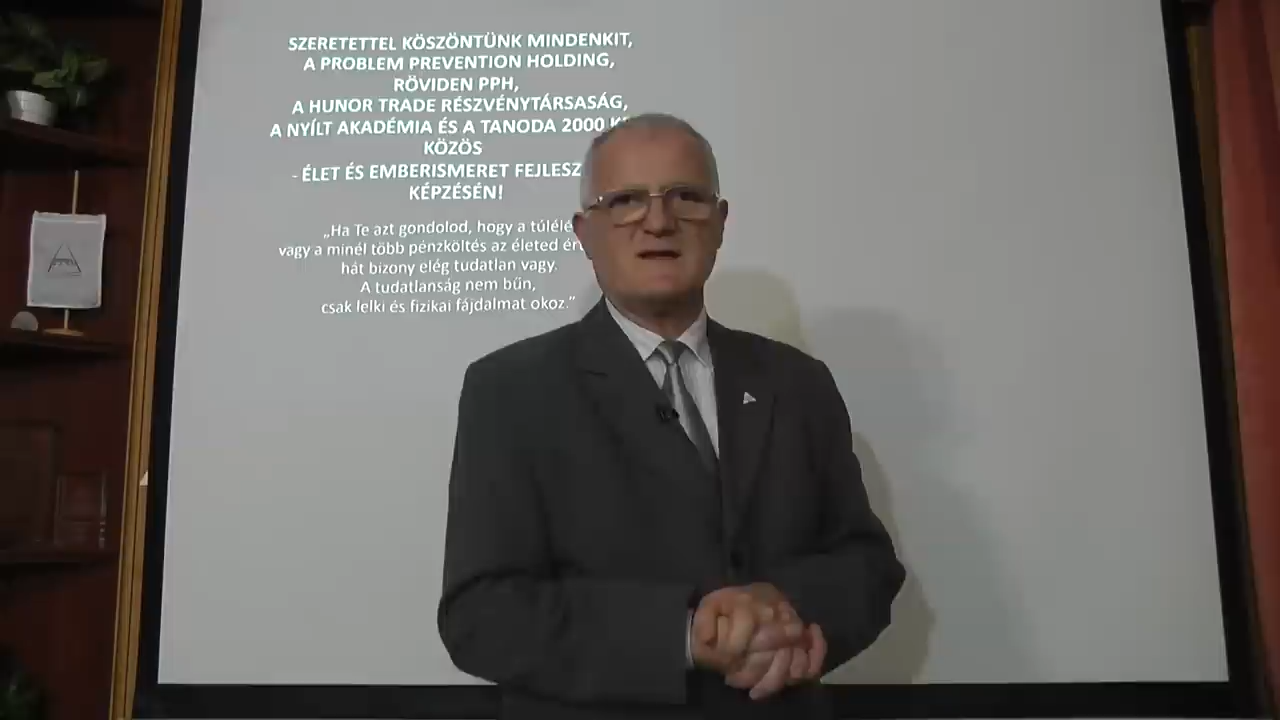 SZERETETTEL KÖSZÖNTÜNK MINDENKIT,
A PROBLEM PREVENTION HOLDING,
RÖVIDEN PPH,
A HUNOR TRADE RÉSZVÉNYTÁRSASÁG,
A NYÍLT AKADÉMIA ÉS A TANODA 2000
KÖZÖS
- ÉLET ÉS EMBERISMERET
KÉPZÉSÉN!
„Ha Te azt gondolod, hogy a
vagy a minél több pénzköltés az életed
hát bizony elég tudatlan vagy.
A tudatlanság nem bűn,
csak lelki és fizikai fájdalmat okoz.”